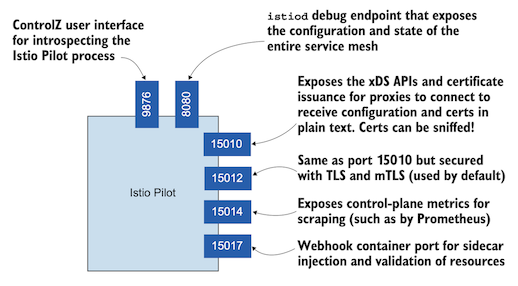 ControlZ user interface
for introspecting the
Istio Pilot process
istiod debug endpoint that exposes
the configuration and state of the
entire service mesh
9876
8080
Exposes the xDS APIs and certificate
issuance for proxies to connect to
receive configuration and certs in
plain text. Certs can be sniffed!
15010
Same as port 15010 but secured
with TLS and mTLS (used by default)
15012
Istio Pilot
Exposes control-plane metrics for
scraping (such as by Prometheus)
15014
Webhook container port for sidecar
injection and validation of resources
15017